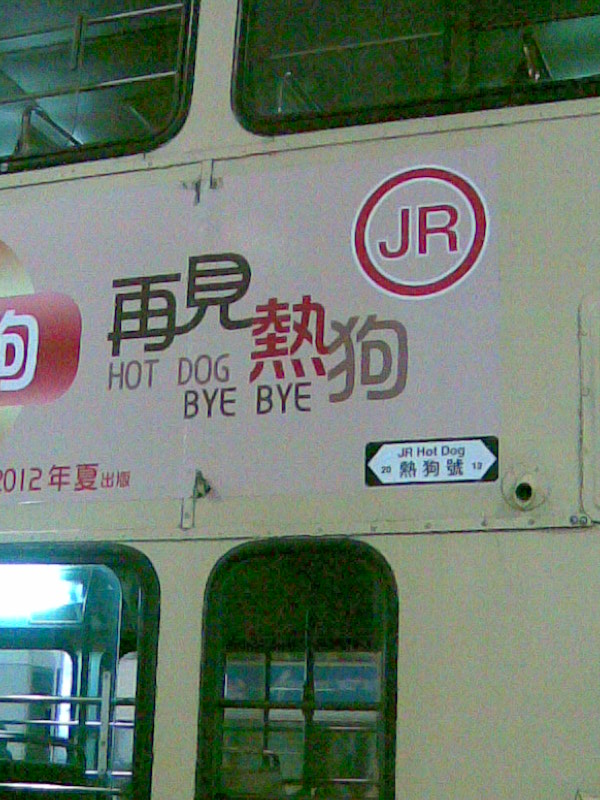 JR
再見熱狗
HOT DOG
BYE BYE
狗
2012年夏出版
JR Hot Dog
20 熱狗號 12